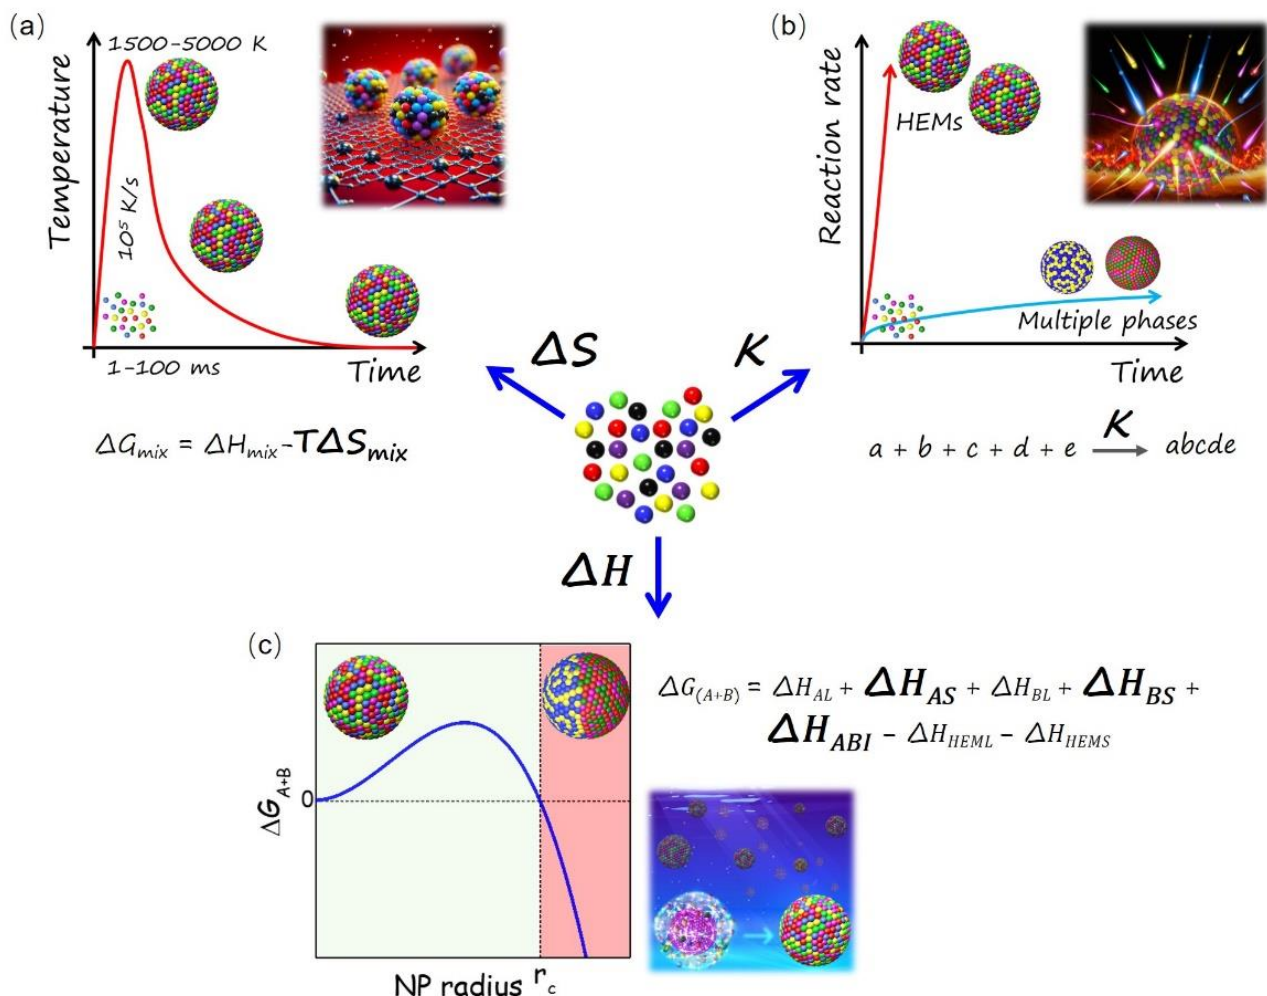 (a)
1500-5000 K
Temperature
10⁵ K/s
1-100 ms
Time
ΔG_mix = ΔH_mix-TΔS_mix
(b)
Reaction rate
HEMs
Multiple phases
Time
a + b + c + d + e K → abcde
ΔS
K
ΔH
(c)
ΔG_A+B
0
NP radius r_c
ΔG_(A+B) = ΔH_AL + ΔH_AS + ΔH_BL + ΔH_BS +
ΔH_ABI − ΔH_HEML − ΔH_HEMS